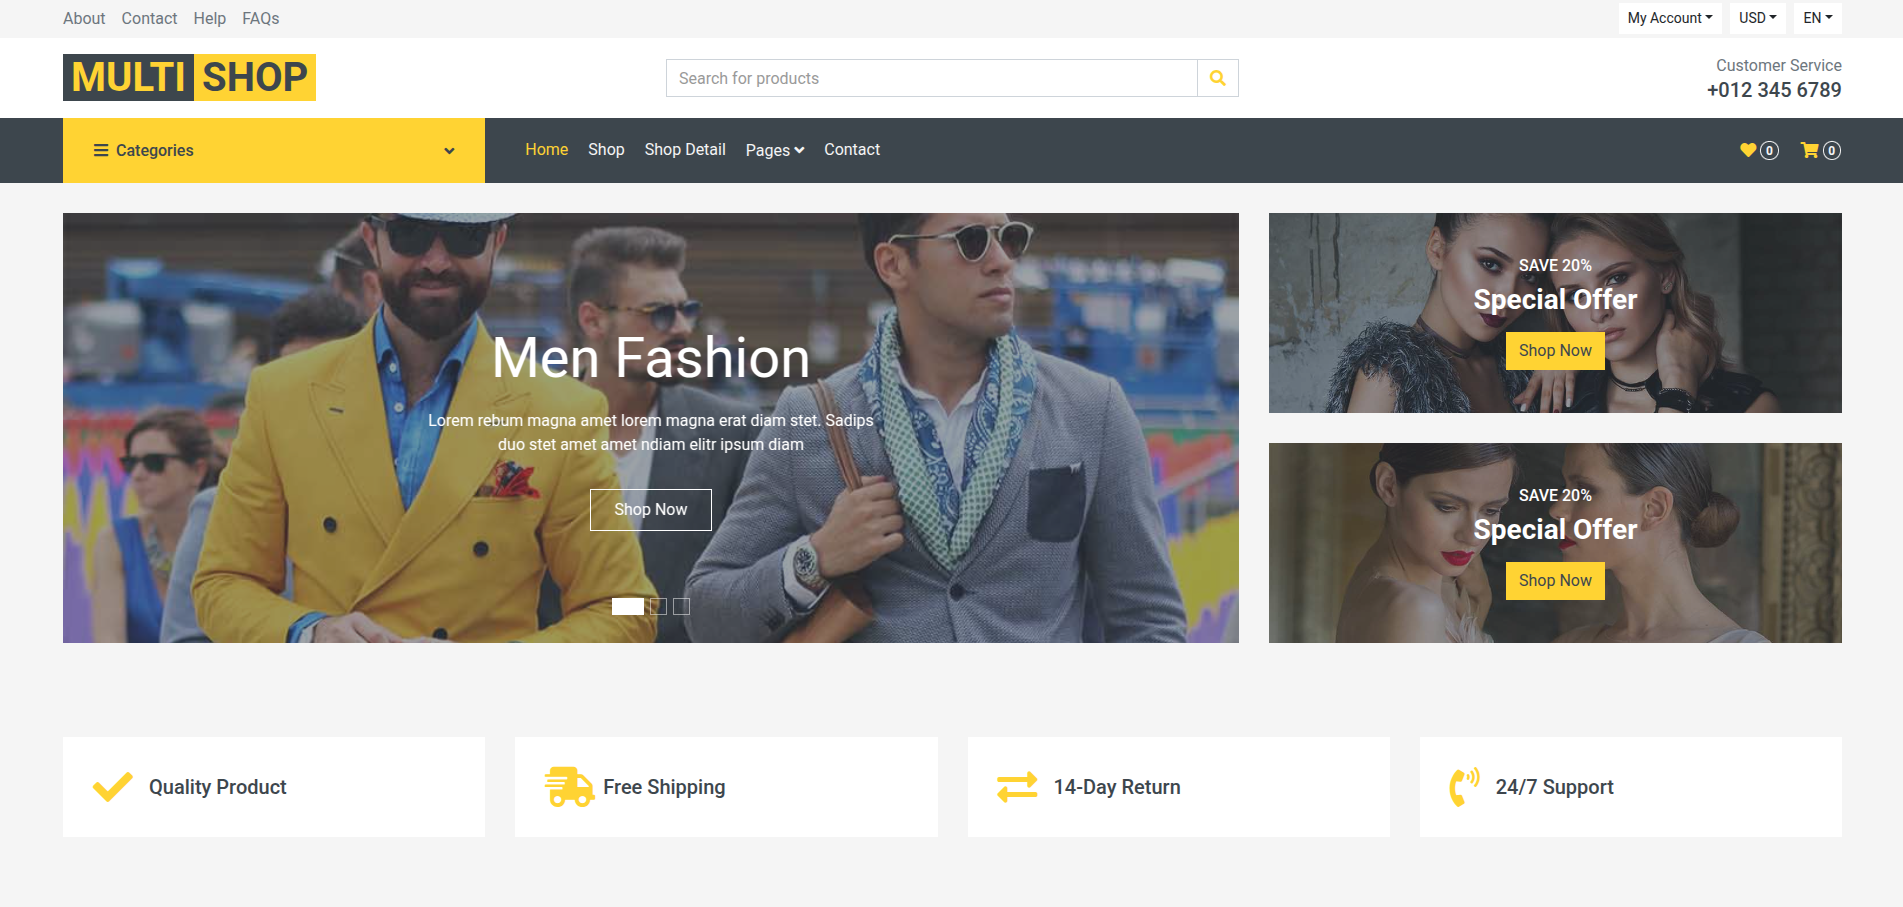 About Contact Help FAQs
My Account USD EN
MULTI SHOP
Search for products
Customer Service
+012 345 6789
Categories
Home Shop Shop Detail Pages Contact
0 0
Men Fashion
Lorem rebum magna amet lorem magna erat diam stet. Sadips
duo stet amet amet ndiam elitr ipsum diam
Shop Now
SAVE 20%
Special Offer
Shop Now
SAVE 20%
Special Offer
Shop Now
Quality Product
Free Shipping
14-Day Return
24/7 Support